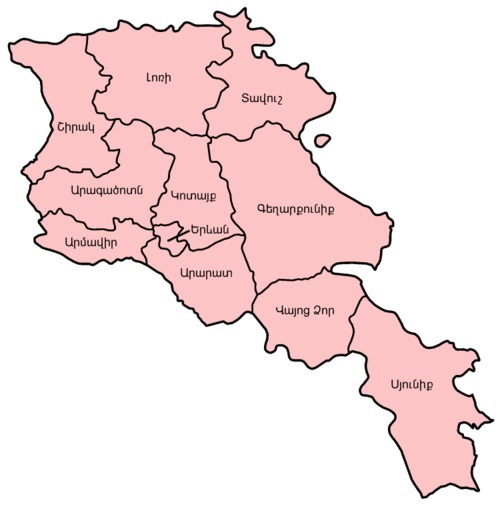 Լոռի
Տավուշ
Շիրակ
Արագածոտն
Կոտայք
Գեղարքունիք
Երևան
Արմավիր
Արարատ
Վայոց Ձոր
Սյունիք